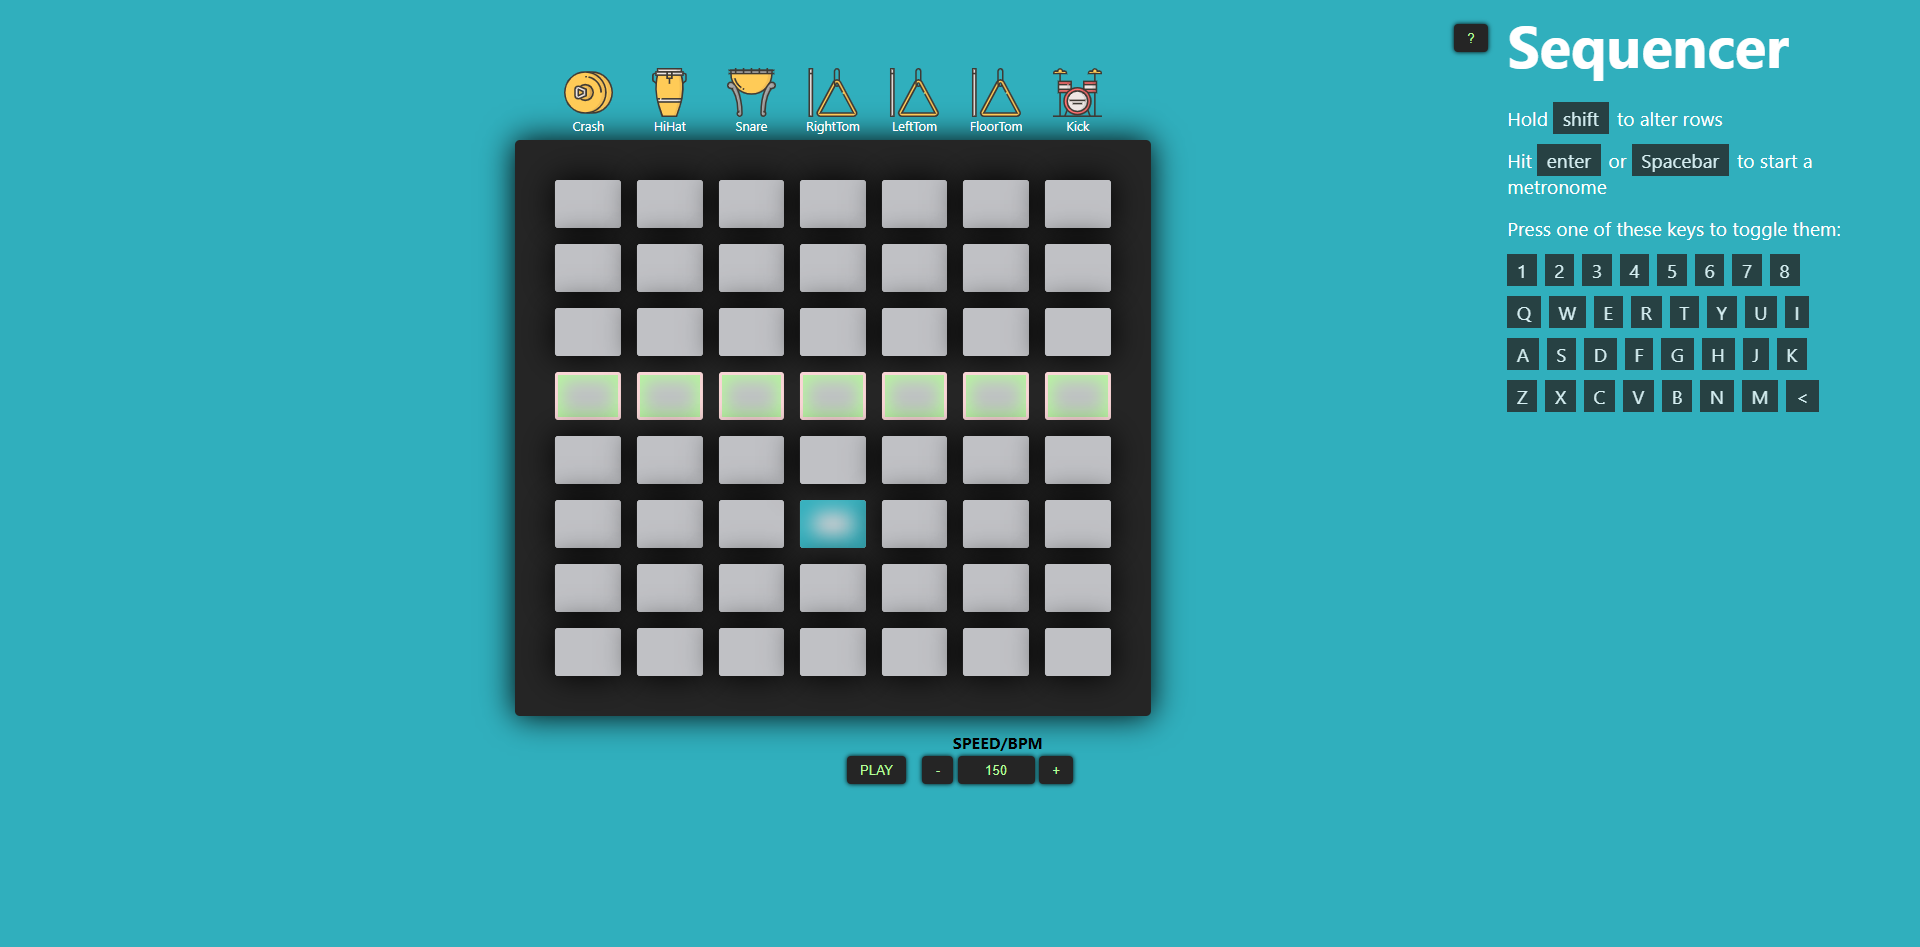 Crash HiHat Snare RightTom LeftTom FloorTom Kick
SPEED/BPM
PLAY - 150 +
?
Sequencer
Hold shift to alter rows
Hit enter or Spacebar to start a
metronome
Press one of these keys to toggle them:
1 2 3 4 5 6 7 8
Q W E R T Y U I
A S D F G H J K
Z X C V B N M <